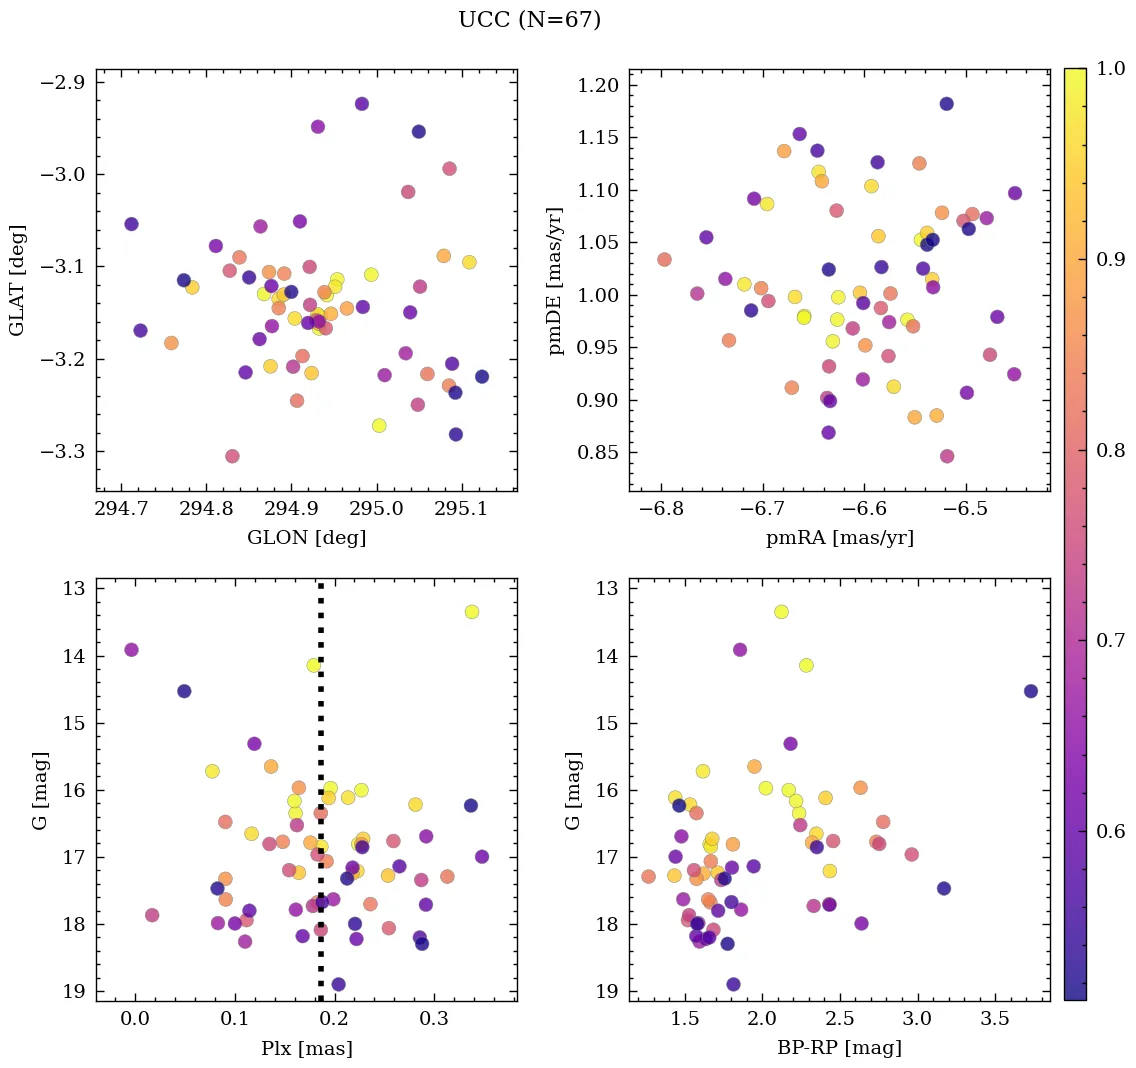 UCC (N=67)
−2.9
−3.0
−3.1
−3.2
−3.3
GLAT [deg]
294.7 294.8 294.9 295.0 295.1
GLON [deg]
1.20
1.15
1.10
1.05
1.00
0.95
0.90
0.85
pmDE [mas/yr]
−6.8 −6.7 −6.6 −6.5
pmRA [mas/yr]
13
14
15
16
17
18
19
G [mag]
0.0 0.1 0.2 0.3
Plx [mas]
13
14
15
16
17
18
19
G [mag]
1.5 2.0 2.5 3.0 3.5
BP-RP [mag]
1.0
0.9
0.8
0.7
0.6